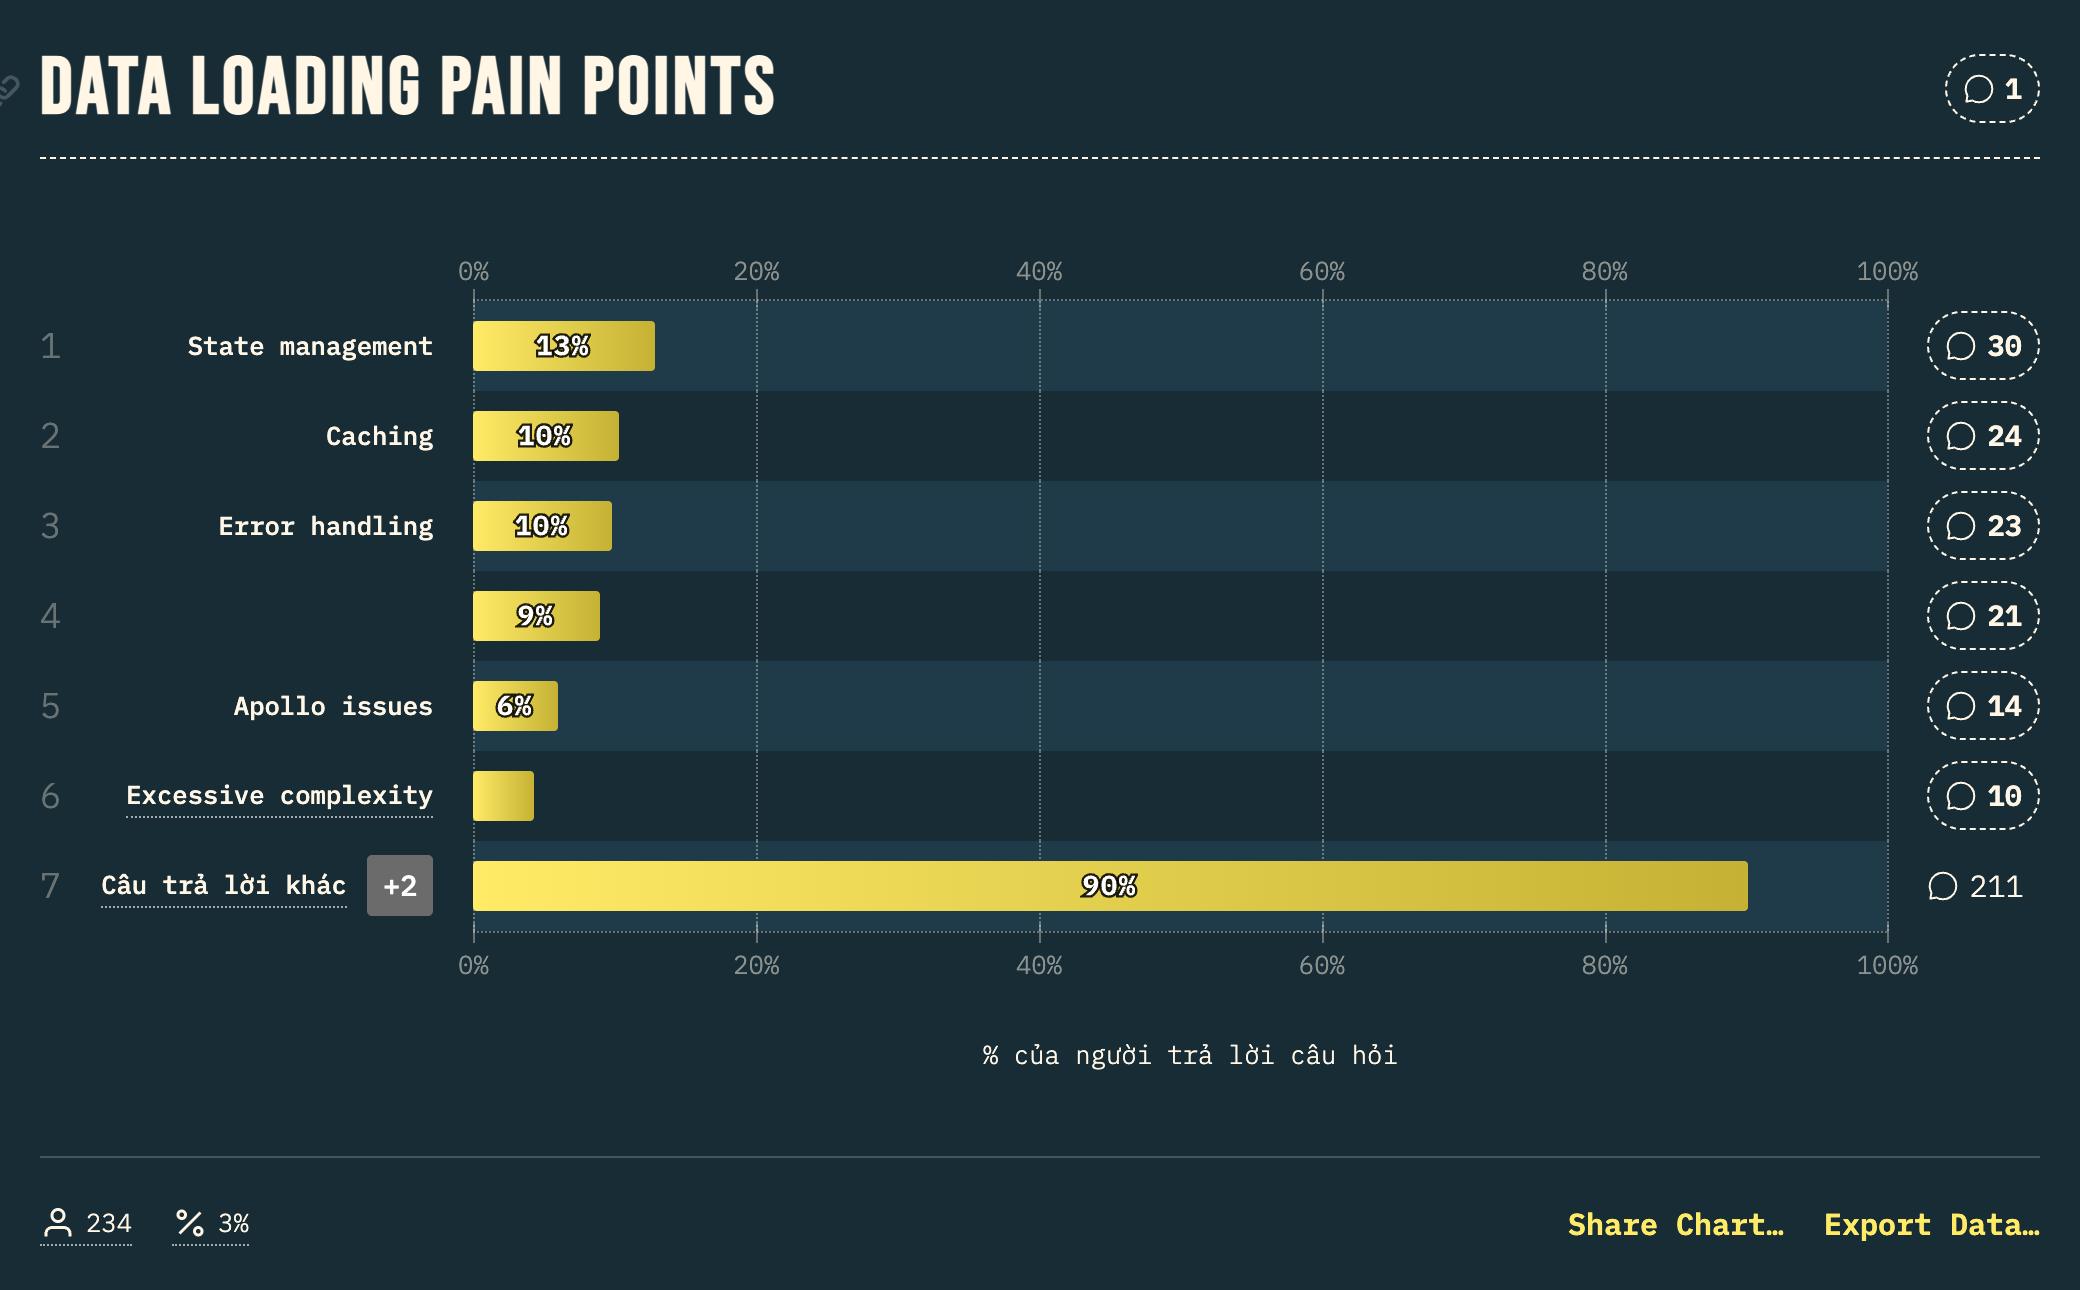 DATA LOADING PAIN POINTS
1
0% 20% 40% 60% 80% 100%
1 State management 13% 30
2 Caching 10% 24
3 Error handling 10% 23
4 9% 21
5 Apollo issues 6% 14
6 Excessive complexity 10
7 Câu trả lời khác +2 90% 211
0% 20% 40% 60% 80% 100%
% của người trả lời câu hỏi
234 3% Share Chart… Export Data…